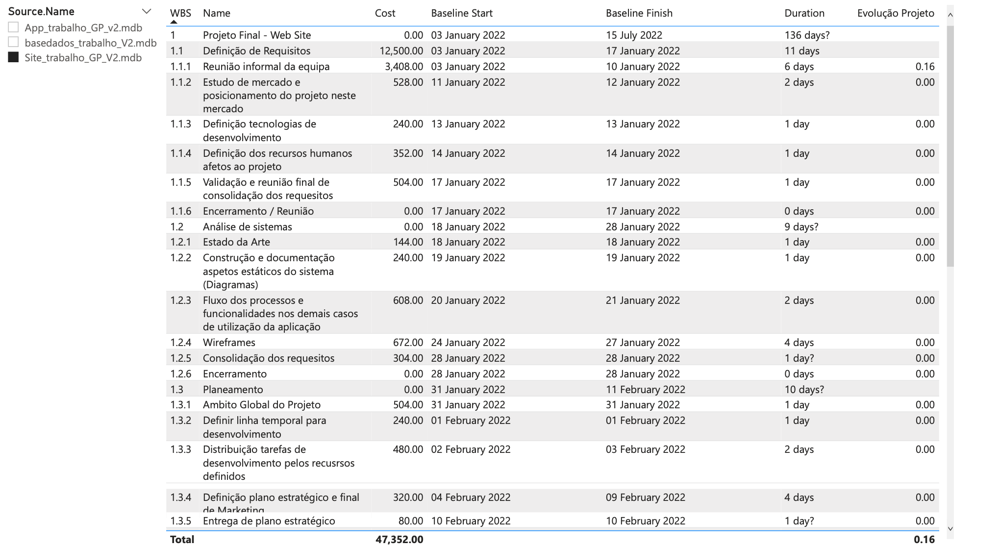 Source.Name
App_trabalho_GP_v2.mdb
basedados_trabalho_V2.mdb
Site_trabalho_GP_V2.mdb
WBS Name Cost Baseline Start Baseline Finish Duration Evolução Projeto
1 Projeto Final - Web Site 0.00 03 January 2022 15 July 2022 136 days?
1.1 Definição de Requisitos 12,500.00 03 January 2022 17 January 2022 11 days
1.1.1 Reunião informal da equipa 3,408.00 03 January 2022 10 January 2022 6 days 0.16
1.1.2 Estudo de mercado e 528.00 11 January 2022 12 January 2022 2 days 0.00
posicionamento do projeto neste
mercado
1.1.3 Definição tecnologias de 240.00 13 January 2022 13 January 2022 1 day 0.00
desenvolvimento
1.1.4 Definição dos recursos humanos 352.00 14 January 2022 14 January 2022 1 day 0.00
afetos ao projeto
1.1.5 Validação e reunião final de 504.00 17 January 2022 17 January 2022 1 day 0.00
consolidação dos requesitos
1.1.6 Encerramento / Reunião 0.00 17 January 2022 17 January 2022 0 days 0.00
1.2 Análise de sistemas 0.00 18 January 2022 28 January 2022 9 days?
1.2.1 Estado da Arte 144.00 18 January 2022 18 January 2022 1 day 0.00
1.2.2 Construção e documentação 240.00 19 January 2022 19 January 2022 1 day 0.00
aspetos estáticos do sistema
(Diagramas)
1.2.3 Fluxo dos processos e 608.00 20 January 2022 21 January 2022 2 days 0.00
funcionalidades nos demais casos
de utilização da aplicação
1.2.4 Wireframes 672.00 24 January 2022 27 January 2022 4 days 0.00
1.2.5 Consolidação dos requesitos 304.00 28 January 2022 28 January 2022 1 day? 0.00
1.2.6 Encerramento 0.00 28 January 2022 28 January 2022 0 days 0.00
1.3 Planeamento 0.00 31 January 2022 11 February 2022 10 days?
1.3.1 Ambito Global do Projeto 504.00 31 January 2022 31 January 2022 1 day 0.00
1.3.2 Definir linha temporal para 240.00 01 February 2022 01 February 2022 1 day 0.00
desenvolvimento
1.3.3 Distribuição tarefas de 480.00 02 February 2022 03 February 2022 2 days 0.00
desenvolvimento pelos recusrsos
definidos
1.3.4 Definição plano estratégico e final 320.00 04 February 2022 09 February 2022 4 days 0.00
de Marketing
1.3.5 Entrega de plano estratégico 80.00 10 February 2022 10 February 2022 1 day? 0.00
Total 47,352.00 0.16